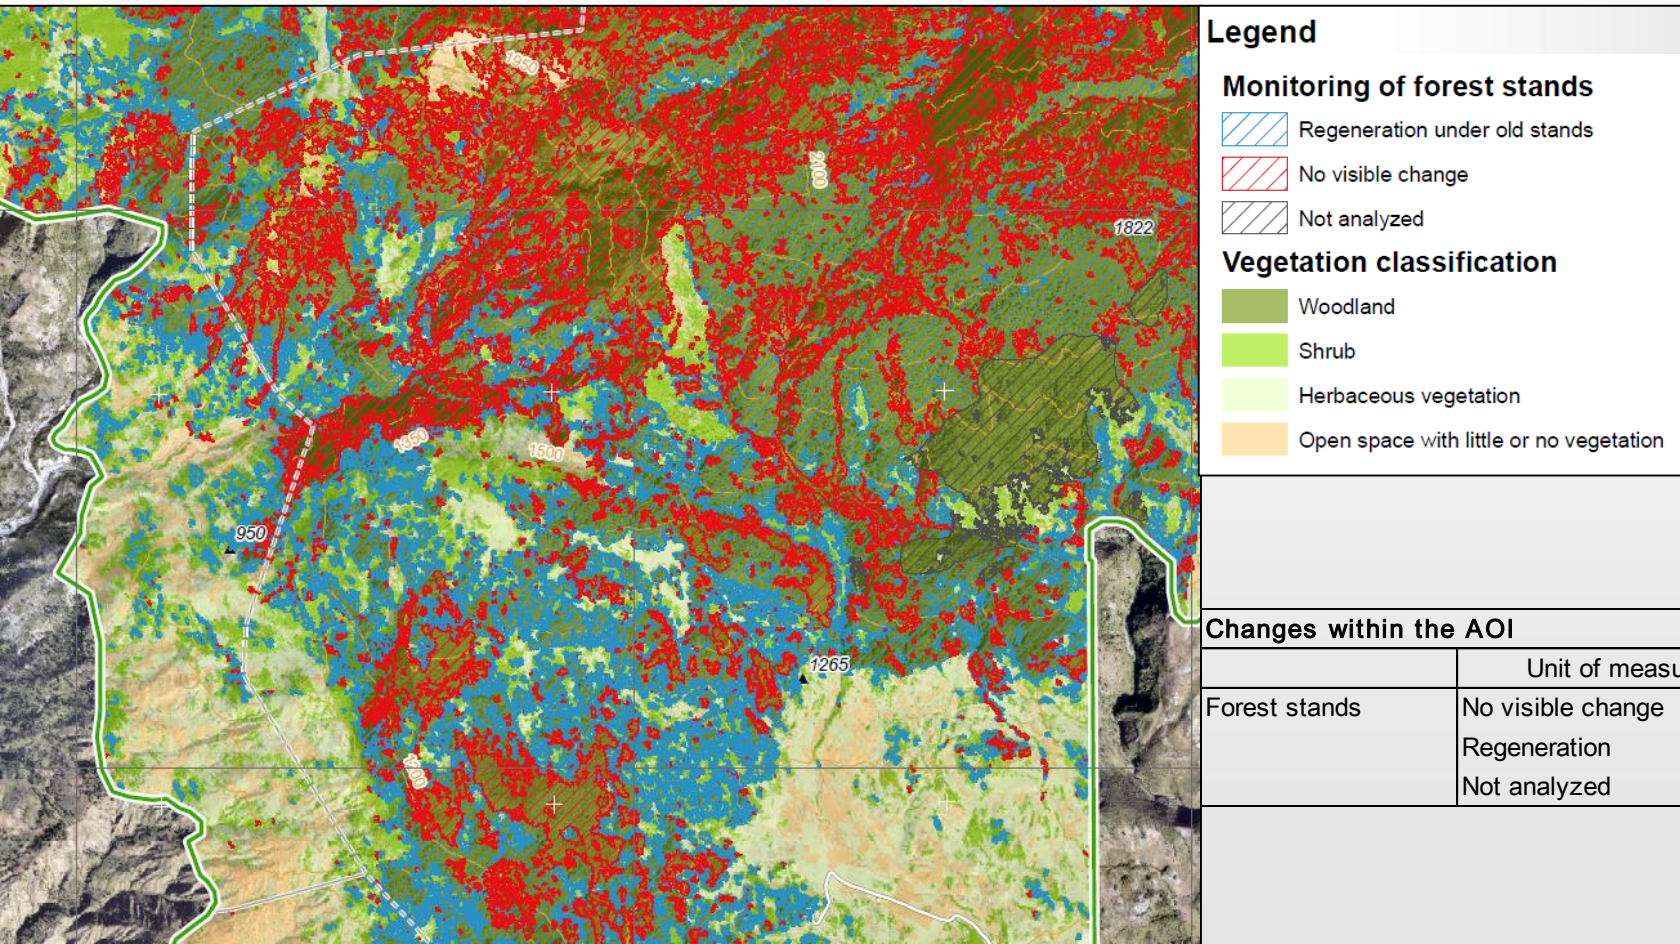 1950
2100
1822
1350
1500
950
1265
1200
Legend
Monitoring of forest stands
Regeneration under old stands
No visible change
Not analyzed
Vegetation classification
Woodland
Shrub
Herbaceous vegetation
Open space with little or no vegetation
Changes within the AOI
Unit of measu
Forest stands No visible change
Regeneration
Not analyzed